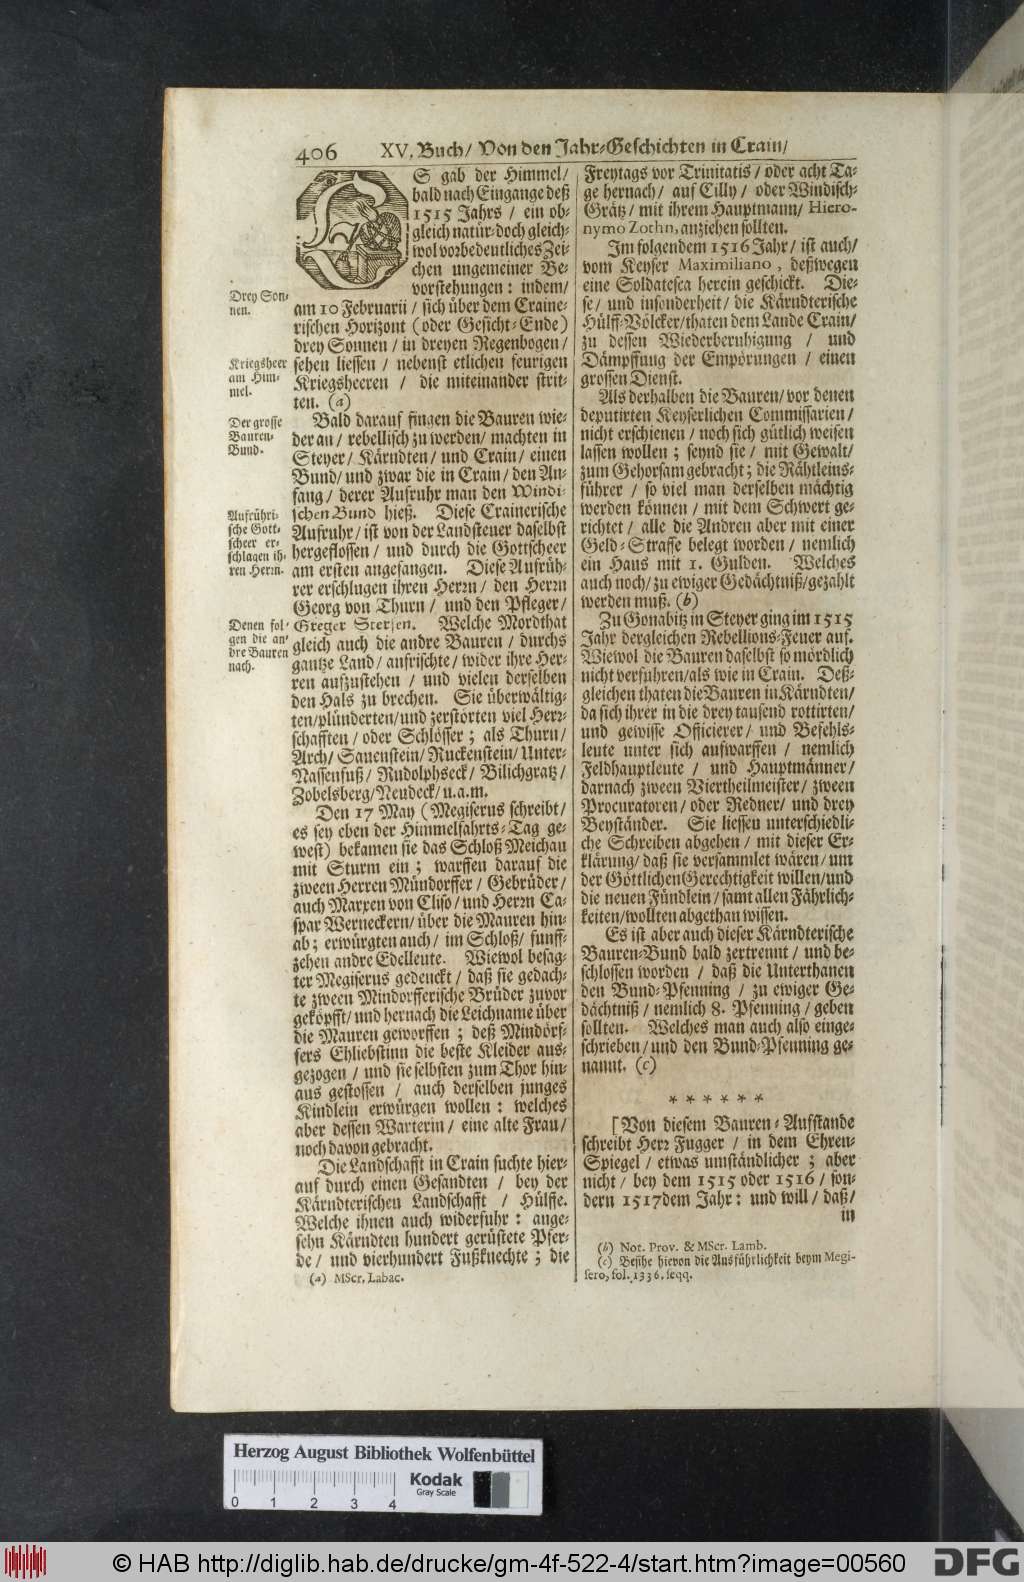 406 XV. Buch/ Von den Jahr-Geschichten in Crain/
ES gab der Himmel/
bald nach Eingange deß
1515 Jahrs / ein ob-
gleich natür- doch gleich-
wol vorbedeutliches Zei-
chen ungemeiner Be-
vorstehungen: indem/
am 10 Februarii / sich über dem Craine-
rischen Horizont (oder Gesicht-Ende)
drey Sonnen / in dreyen Regenbogen/
sehen liessen / nebenst etlichen feurigen
Kriegsheeren / die miteinander strit-
ten. (a)
Bald darauf fingen die Bauren wie-
der an / rebellisch zu werden/ machten in
Steyer/ Kärndten/ und Crain/ einen
Bund/ und zwar die in Crain/ den An-
fang / derer Aufruhr man den Windi-
schen Bund hieß. Diese Crainerische
Aufruhr/ ist von der Landsteuer daselbst
hergeflossen / und durch die Gottscheer
am ersten angefangen. Diese Aufrüh-
rer erschlugen ihren Herrn/ den Herrn
Georg von Thurn / und den Pfleger/
Greger Stersen. Welche Mordthat
gleich auch die andre Bauren / durchs
gantze Land/ anfrischte/ wider ihre Her-
ren aufzustehen / und vielen derselben
den Hals zu brechen. Sie überwältig-
ten/ plünderten/ und zerstörten viel Herr-
schafften / oder Schlösser; als Thurn/
Arch/ Sauenstein/ Ruckenstein/ Unter-
Nassenfuß/ Rudolphseck/ Bilichgratz/
Zobelsberg/ Neudeck/ u.a.m.
Den 17 May (Megiserus schreibt/
es sey eben der Himmelfahrts-Tag ge-
west) bekamen sie das Schloß Meichau
mit Sturm ein; warffen darauf die
zween Herren Mündorffer / Gebrüder/
auch Marxen von Cliso/ und Herrn Ca-
spar Werneckern/ über die Mauren hin-
ab; erwürgten auch/ im Schloß/ funff-
zehen andre Edelleute. Wiewol besag-
ter Megiserus gedenckt / daß sie gedach-
te zween Mindorfferische Brüder zuvor
geköpfft/ und hernach die Leichname über
die Mauren geworffen; deß Mindörf-
fers Ehliebstinn die beste Kleider aus-
gezogen / und sie selbsten zum Thor hin-
aus gestossen / auch derselben junges
Kindlein erwürgen wollen: welches
aber dessen Warterin/ eine alte Frau/
noch davon gebracht.
Die Landschafft in Crain suchte hier-
auf durch einen Gesandten / bey der
Kärndterischen Landschafft / Hülffe.
Welche ihnen auch widerfuhr: ange-
sehn Kärndten hundert gerüstete Pfer-
de / und vierhundert Fußknechte; die
(a) MScr. Labac.
Drey Son-
nen.
Kriegsheer
am Him-
mel.
Der grosse
Bauren-
Bund.
Aufrühri-
sche Gott-
scheer er-
schlagen ih-
ren Herrn.
Denen fol-
gen die an-
dre Bauren
nach.
Freytags vor Trinitatis/ oder acht Ta-
ge hernach/ auf Cilly/ oder Windisch-
Grätz/ mit ihrem Hauptmann/ Hiero-
nymo Zothn, anziehen sollten.
Im folgendem 1516 Jahr/ ist auch/
vom Keyser Maximiliano, deßwegen
eine Soldatesca herein geschickt. Die-
se/ und insonderheit/ die Kärndterische
Hülff-Völcker/ thaten dem Lande Crain/
zu dessen Wiederberuhigung / und
Dämpffung der Empörungen / einen
grossen Dienst.
Als derhalben die Bauren/ vor denen
deputirten Keyserlichen Commissarien/
nicht erschienen / noch sich gütlich weisen
lassen wollen; seynd sie / mit Gewalt/
zum Gehorsam gebracht; die Rähtleins-
führer / so viel man derselben mächtig
werden können / mit dem Schwert ge-
richtet / alle die Andren aber mit einer
Geld-Strasse belegt worden / nemlich
ein Haus mit 1. Gulden. Welches
auch noch/ zu ewiger Gedächtniß/ gezahlt
werden muß. (b)
Zu Gonabitz in Steyer ging im 1515
Jahr dergleichen Rebellions-Feuer auf.
Wiewol die Bauren daselbst so mördlich
nicht verfuhren/ als wie in Crain. Deß-
gleichen thaten die Bauren in Kärndten/
da sich ihrer in die drey tausend rottirten/
und gewisse Officierer/ und Befehls-
leute unter sich aufwarffen / nemlich
Feldhauptleute / und Hauptmänner/
darnach zween Viertheilmeister/ zween
Procuratoren/ oder Redner/ und drey
Beyständer. Sie liessen unterschiedli-
che Schreiben abgehen / mit dieser Er-
klärung/ daß sie versammlet wären/ um
der Göttlichen Gerechtigkeit willen/ und
die neuen Fündlein/ samt allen Fährlich-
keiten/ wollten abgethan wissen.
Es ist aber auch dieser Kärndterische
Bauren-Bund bald zertrennt / und be-
schlossen worden / daß die Unterthanen
den Bund-Pfenning / zu ewiger Ge-
dächtniß / nemlich 8. Pfenning / geben
sollten. Welches man auch also einge-
schrieben/ und den Bund-Pfenning ge-
nannt. (c)
* * * * * *
[Von diesem Bauren-Aufstande
schreibt Herr Fugger / in dem Ehren-
Spiegel / etwas umständlicher; aber
nicht / bey dem 1515 oder 1516 / son-
dern 1517dem Jahr: und will / daß/
in
(b) Not. Prov. & MScr. Lamb.
(c) Besihe hievon die Ausführlichkeit beym Megi-
sero, fol. 1336. seqq.
Herzog August Bibliothek Wolfenbüttel
0 1 2 3 4
Kodak
Gray Scale
© HAB http://diglib.hab.de/drucke/gm-4f-522-4/start.htm?image=00560
DFG